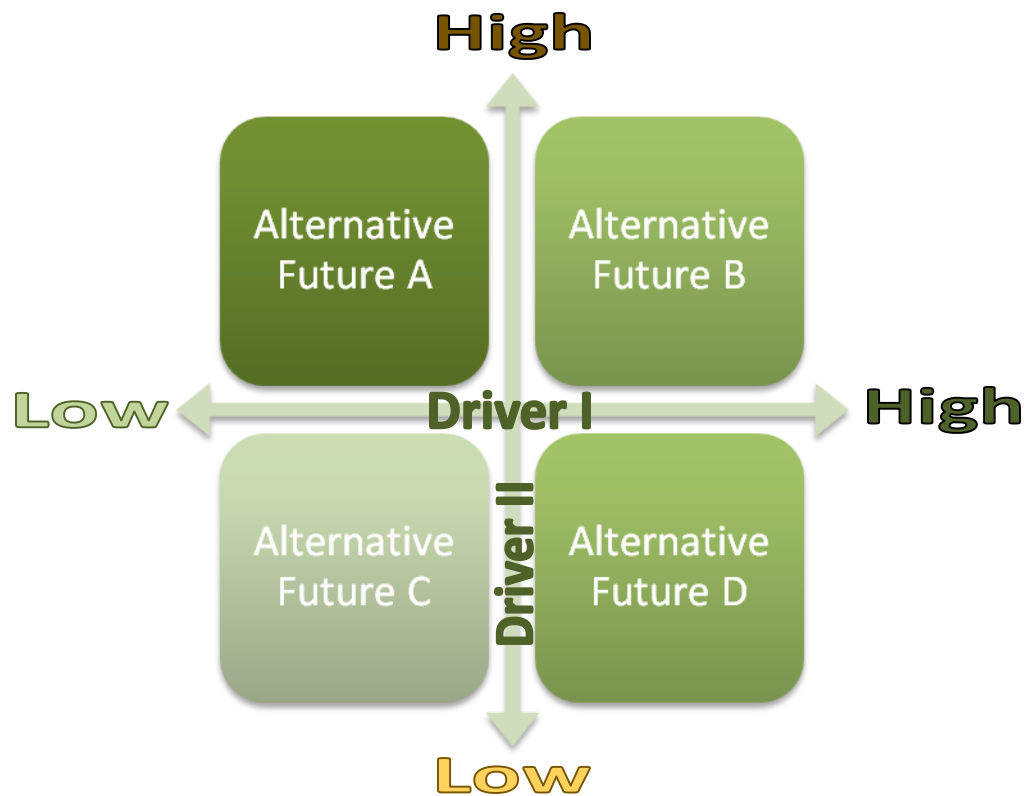 High
Alternative
Future A
Alternative
Future B
Low
Driver I
High
Driver II
Alternative
Future C
Alternative
Future D
Low